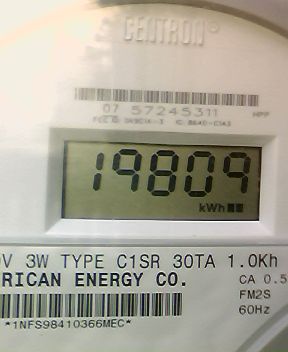 CENTRON®
07 57245311 HPP
19809
kWh
V 3W TYPE C1SR 30TA 1.0Kh
RICAN ENERGY CO. CA 0.5
FM2S
60Hz
*1NFS98410366MEC*